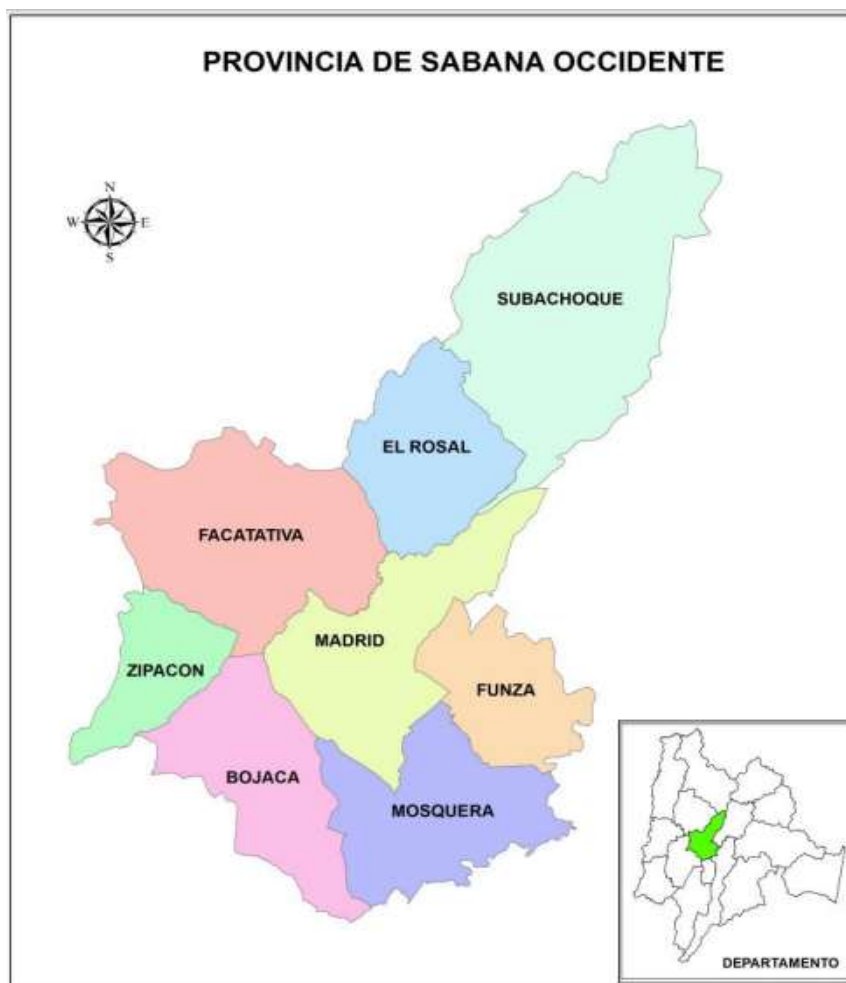 PROVINCIA DE SABANA OCCIDENTE
N
W E
S
SUBACHOQUE
EL ROSAL
FACATATIVA
MADRID
ZIPACON
FUNZA
BOJACA
MOSQUERA
DEPARTAMENTO